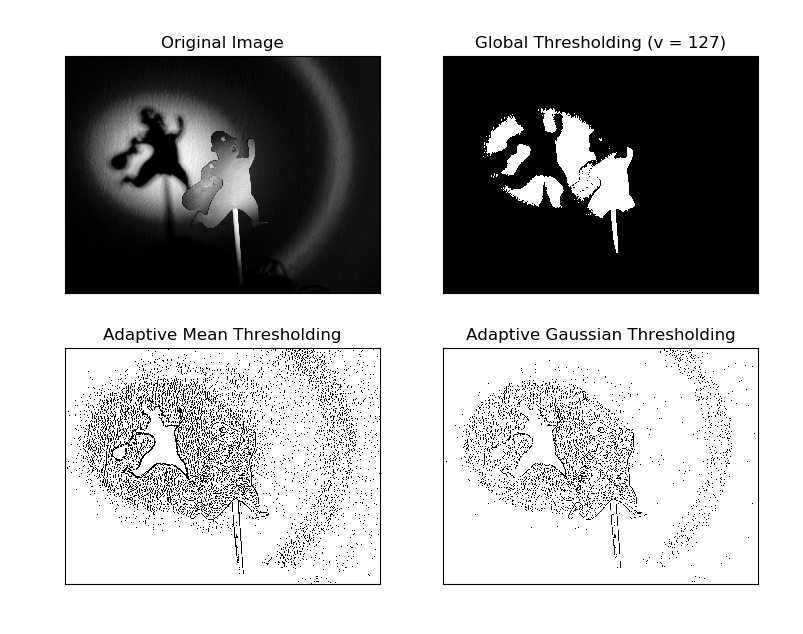 Original Image
Global Thresholding (v = 127)
Adaptive Mean Thresholding
Adaptive Gaussian Thresholding